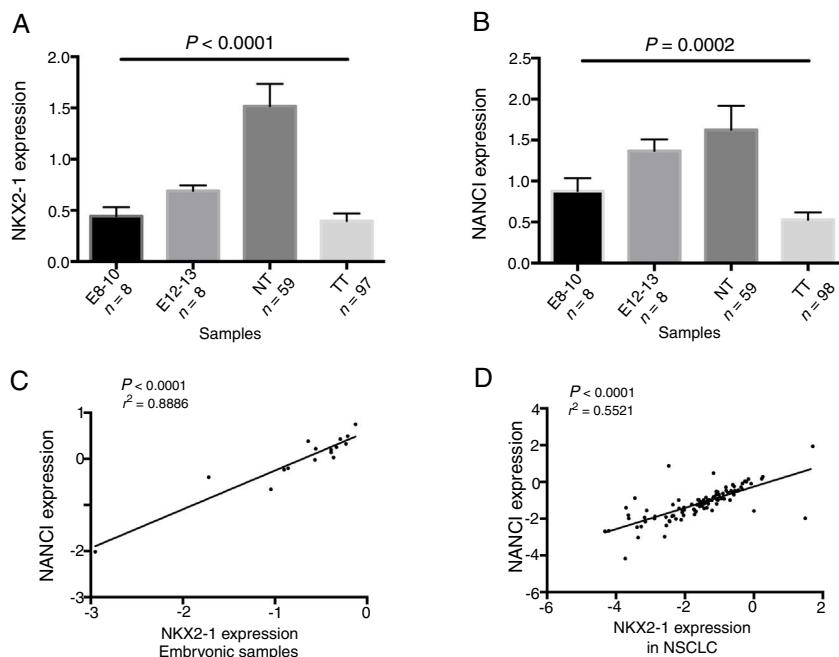 A
P < 0.0001
2.0
1.5
1.0
0.5
0.0
NKX2-1 expression
E8-10
n = 8
E12-13
n = 8
NT
n = 59
TT
n = 97
Samples
B
P = 0.0002
2.5
2.0
1.5
1.0
0.5
0.0
NANCI expression
E8-10
n = 8
E12-13
n = 8
NT
n = 59
TT
n = 98
Samples
C
P < 0.0001
r² = 0.8886
1
0
-1
-2
-3
NANCI expression
-3 -2 -1 0
NKX2-1 expression
Embryonic samples
D
P < 0.0001
r² = 0.5521
4
2
0
-2
-4
-6
NANCI expression
-6 -4 -2 0 2
NKX2-1 expression
in NSCLC